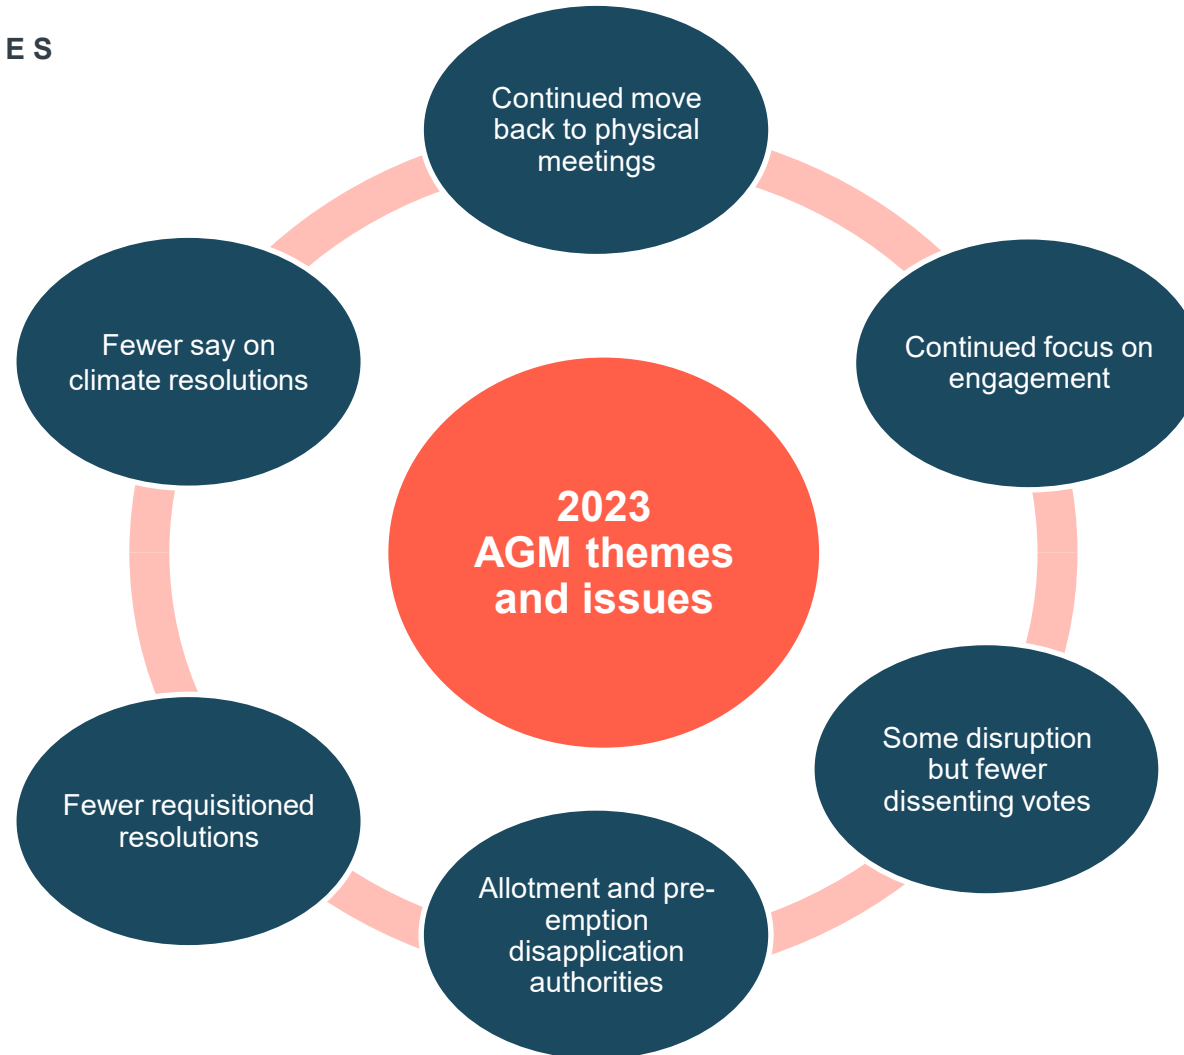 E S
Continued move
back to physical
meetings
Continued focus on
engagement
Some disruption
but fewer
dissenting votes
Allotment and pre-
emption
disapplication
authorities
Fewer requisitioned
resolutions
Fewer say on
climate resolutions
2023
AGM themes
and issues